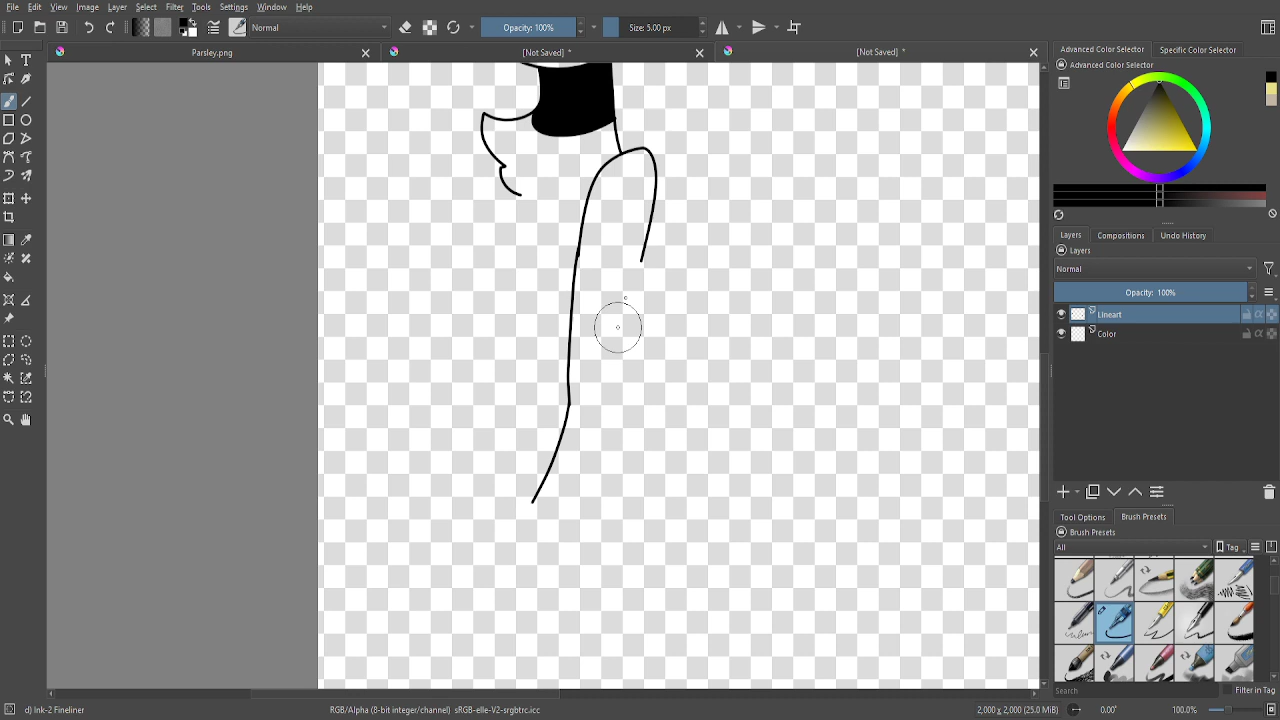 File Edit View Image Layer Select Filter Tools Settings Window Help
Normal Opacity: 100% Size: 5.00 px
Parsley.png [Not Saved] * [Not Saved] *
Advanced Color Selector Specific Color Selector
Advanced Color Selector
Layers Compositions Undo History
Layers
Normal
Opacity: 100%
Lineart
Color
Tool Options Brush Presets
Brush Presets
All Tag
Search Filter in Tag
d) Ink-2 Fineliner RGB/Alpha (8-bit integer/channel) sRGB-elle-V2-srgbtrc.icc 2,000 x 2,000 (25.0 MiB) 0.00° 100.0%